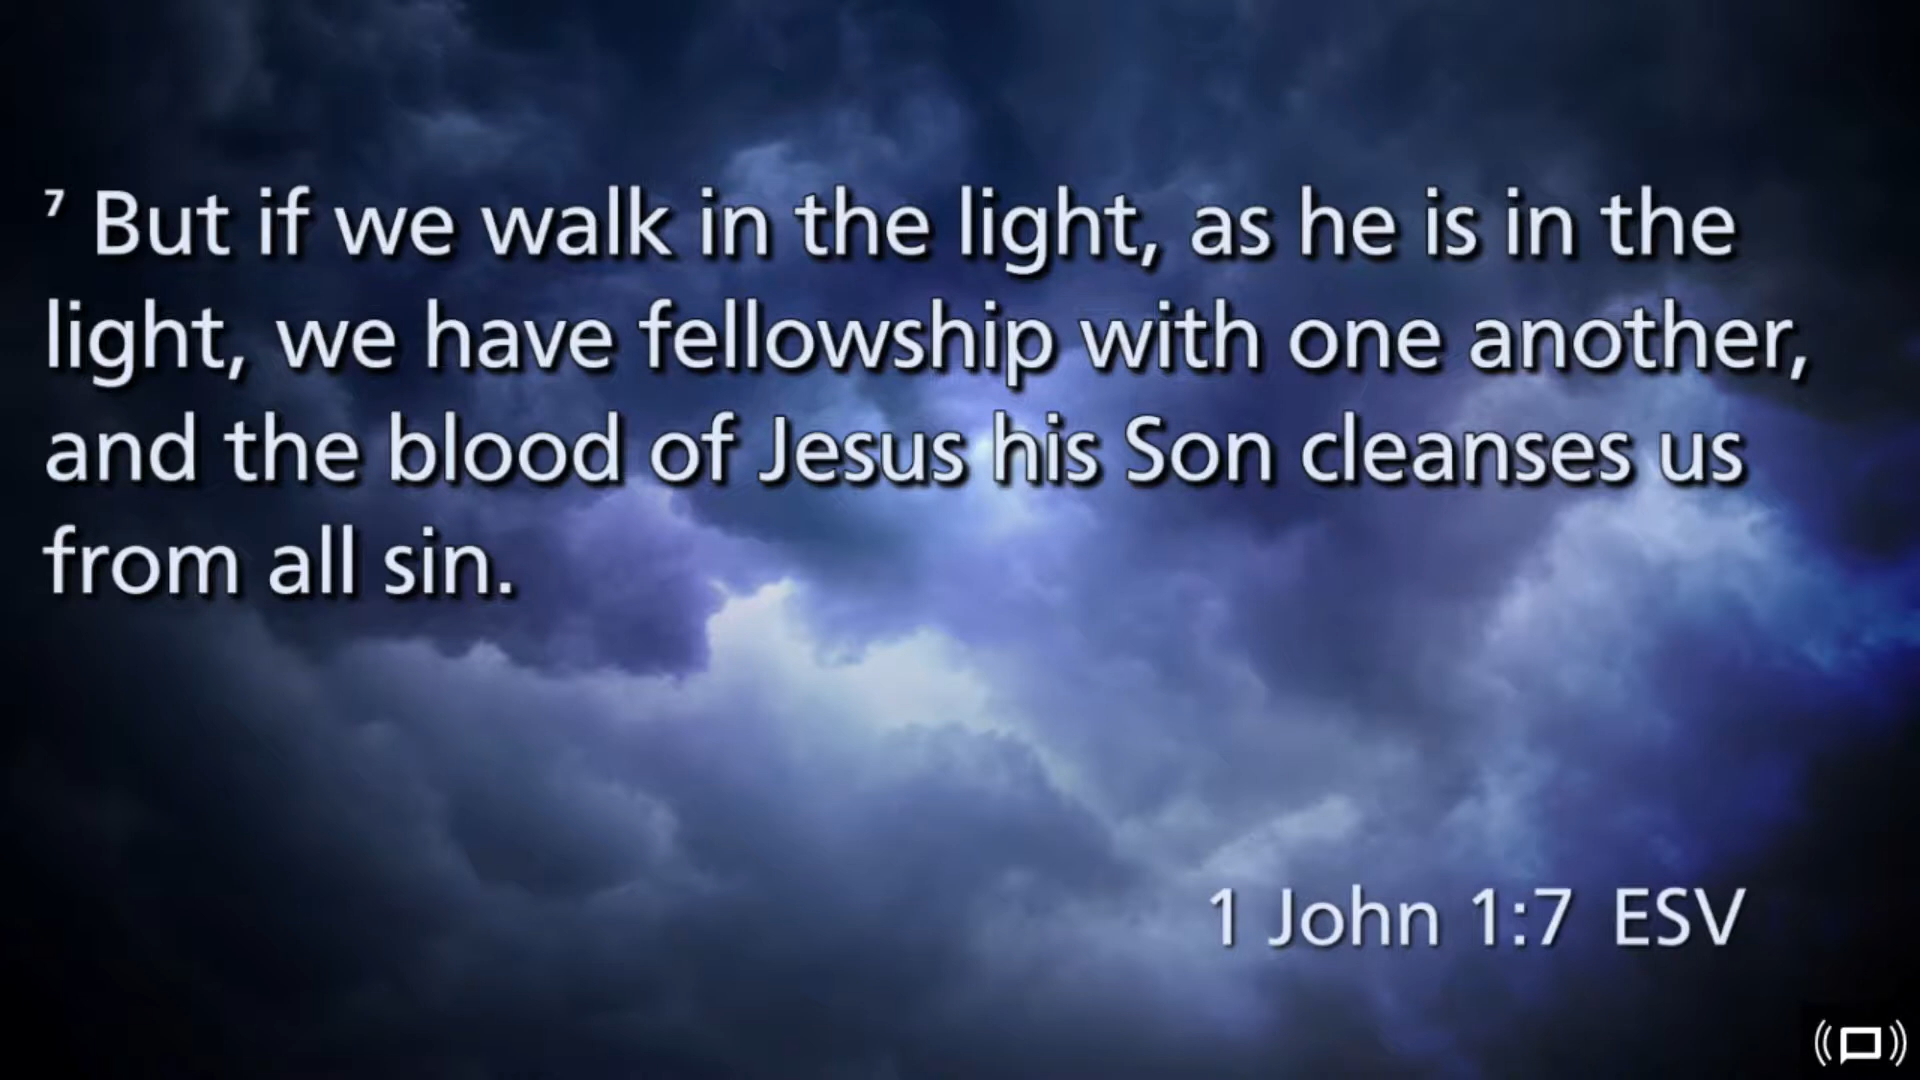 ⁷ But if we walk in the light, as he is in the
light, we have fellowship with one another,
and the blood of Jesus his Son cleanses us
from all sin.
1 John 1:7 ESV